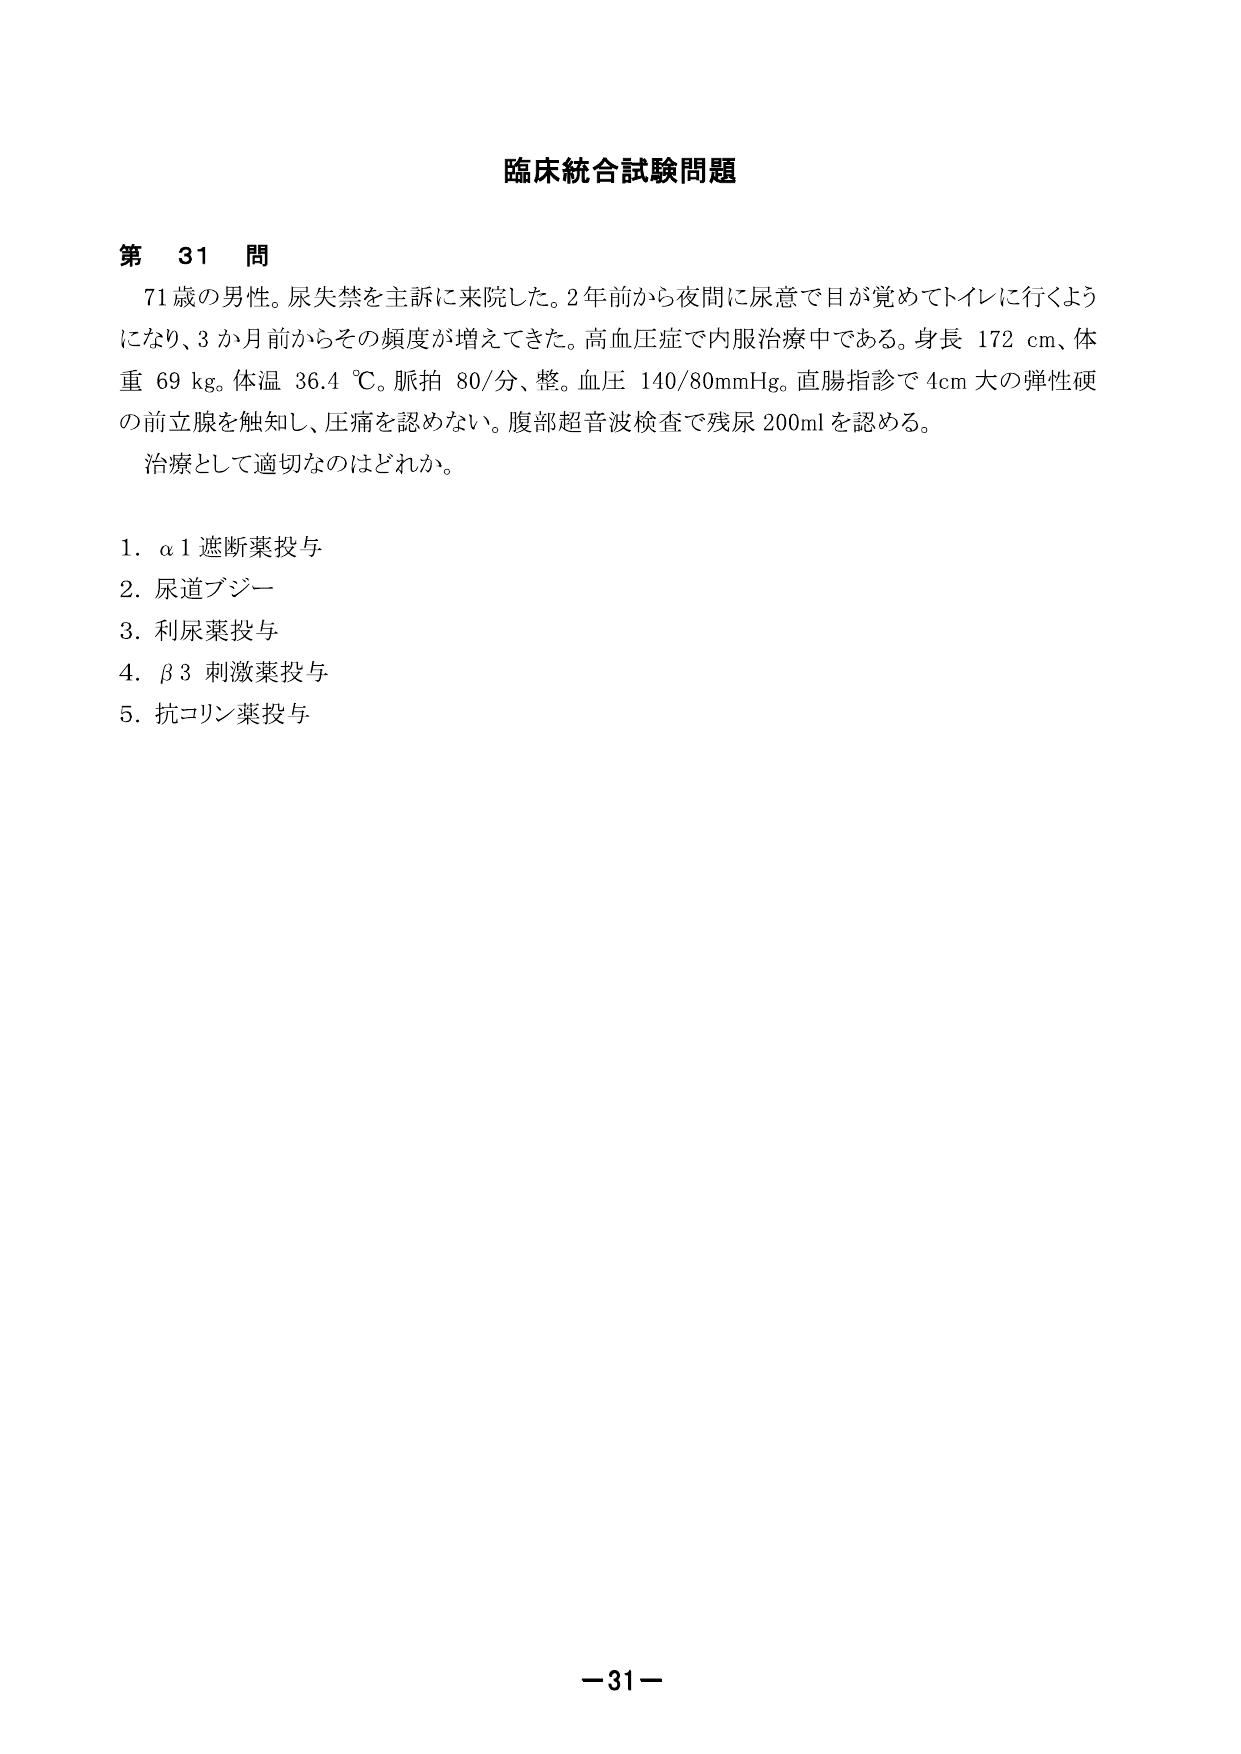 臨床統合試験問題
第 31 問
71歳の男性。尿失禁を主訴に来院した。2年前から夜間に尿意で目が覚めてトイレに行くよう
になり、3か月前からその頻度が増えてきた。高血圧症で内服治療中である。身長 172 cm、体
重 69 kg。体温 36.4 ℃。脈拍 80/分、整。血圧 140/80mmHg。直腸指診で4cm大の弾性硬
の前立腺を触知し、圧痛を認めない。腹部超音波検査で残尿200mlを認める。
治療として適切なのはどれか。
1. α1遮断薬投与
2. 尿道ブジー
3. 利尿薬投与
4. β3 刺激薬投与
5. 抗コリン薬投与
－31－